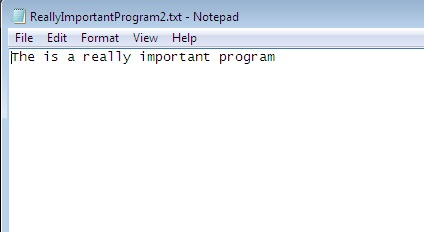 ReallyImportantProgram2.txt - Notepad
File Edit Format View Help
The is a really important program